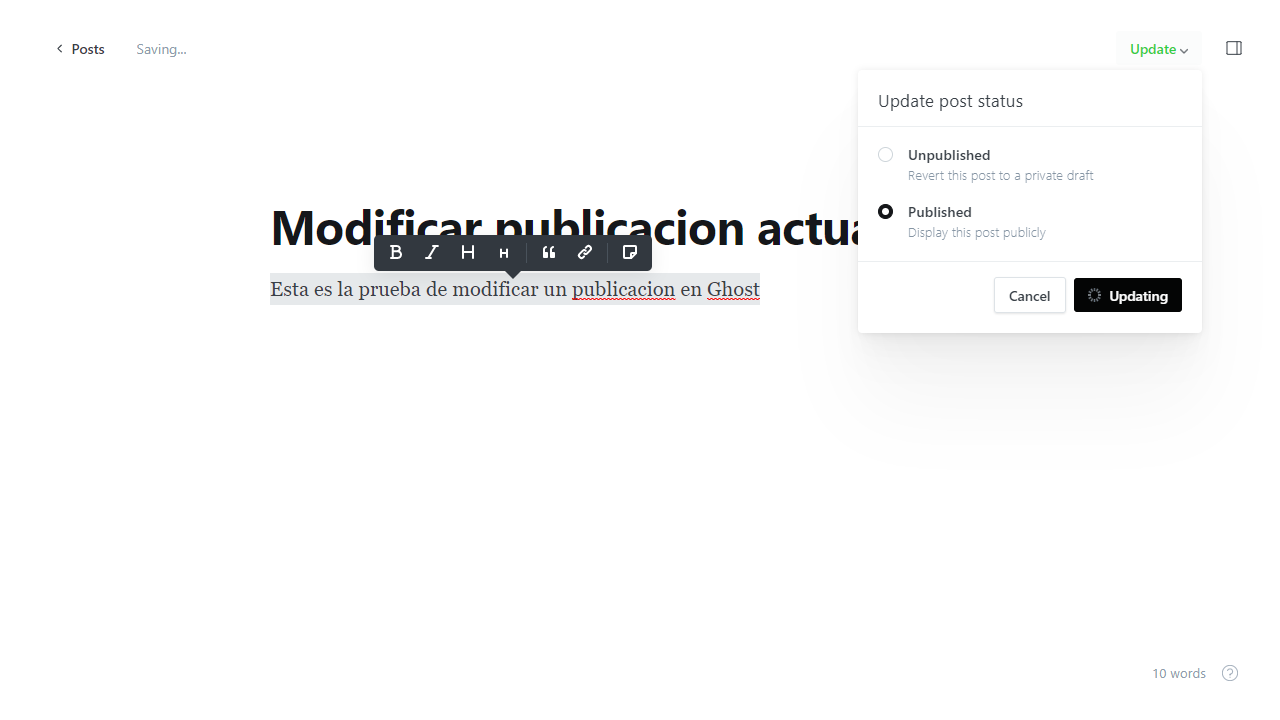 Posts
Saving...
Update
Update post status
Unpublished
Revert this post to a private draft
Published
Display this post publicly
Cancel
Updating
Modificar publicacion
B I H H
Esta es la prueba de modificar un publicacion en Ghost
10 words
?